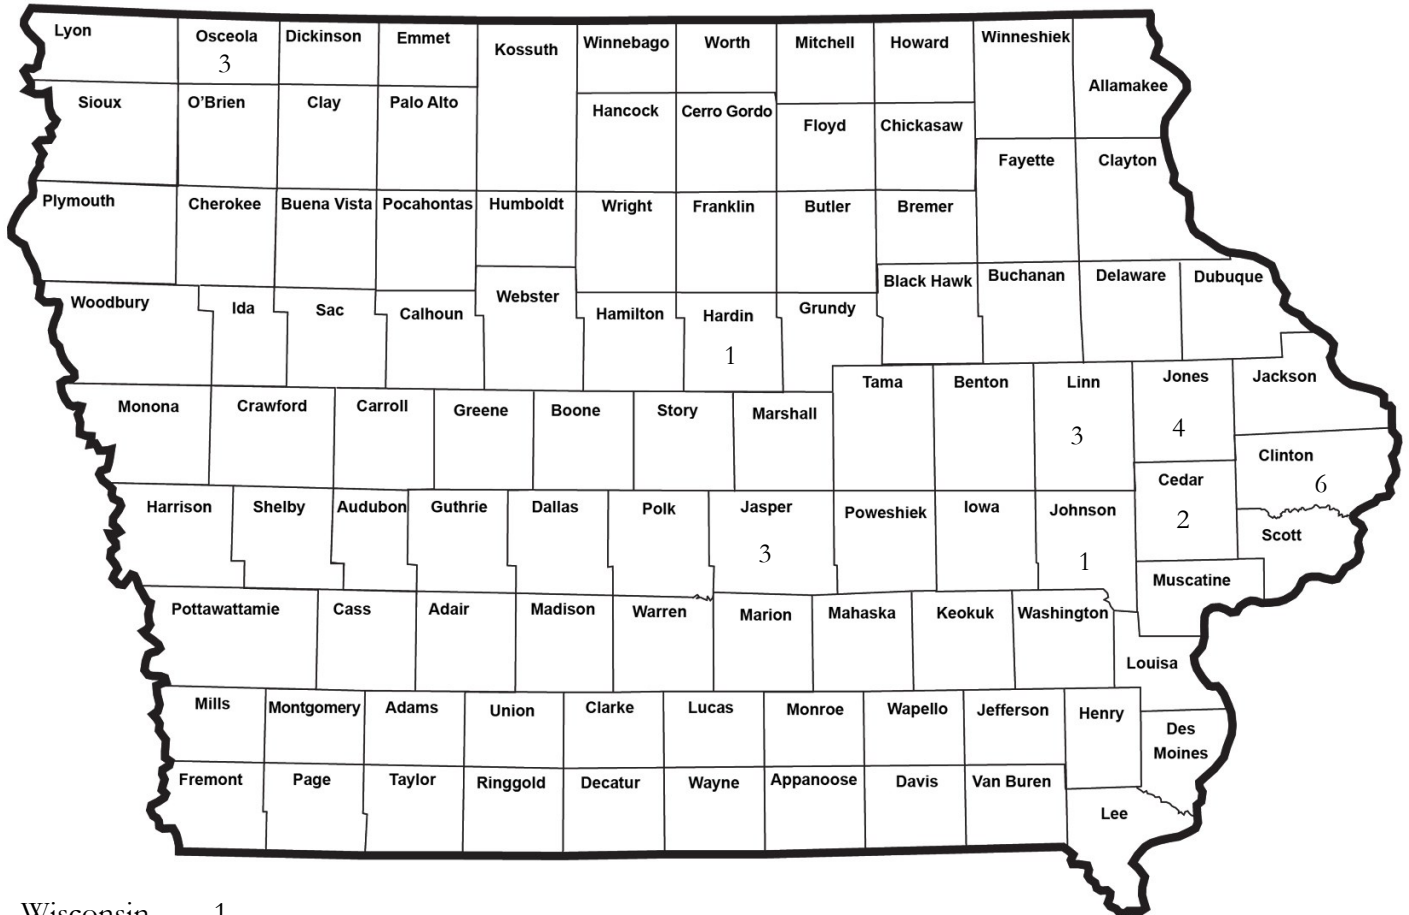 Lyon
Osceola
3
Dickinson
Emmet
Kossuth
Winnebago
Worth
Mitchell
Howard
Winneshiek
Allamakee
Sioux
O'Brien
Clay
Palo Alto
Hancock
Cerro Gordo
Floyd
Chickasaw
Fayette
Clayton
Plymouth
Cherokee
Buena Vista
Pocahontas
Humboldt
Wright
Franklin
Butler
Bremer
Black Hawk
Buchanan
Delaware
Dubuque
Woodbury
Ida
Sac
Calhoun
Webster
Hamilton
Hardin
1
Grundy
Tama
Benton
Linn
3
Jones
4
Jackson
Monona
Crawford
Carroll
Greene
Boone
Story
Marshall
Clinton
6
Cedar
2
Scott
Harrison
Shelby
Audubon
Guthrie
Dallas
Polk
Jasper
3
Poweshiek
Iowa
Johnson
1
Muscatine
Pottawattamie
Cass
Adair
Madison
Warren
Marion
Mahaska
Keokuk
Washington
Louisa
Mills
Montgomery
Adams
Union
Clarke
Lucas
Monroe
Wapello
Jefferson
Henry
Des
Moines
Fremont
Page
Taylor
Ringgold
Decatur
Wayne
Appanoose
Davis
Van Buren
Lee
Wisconsin 1